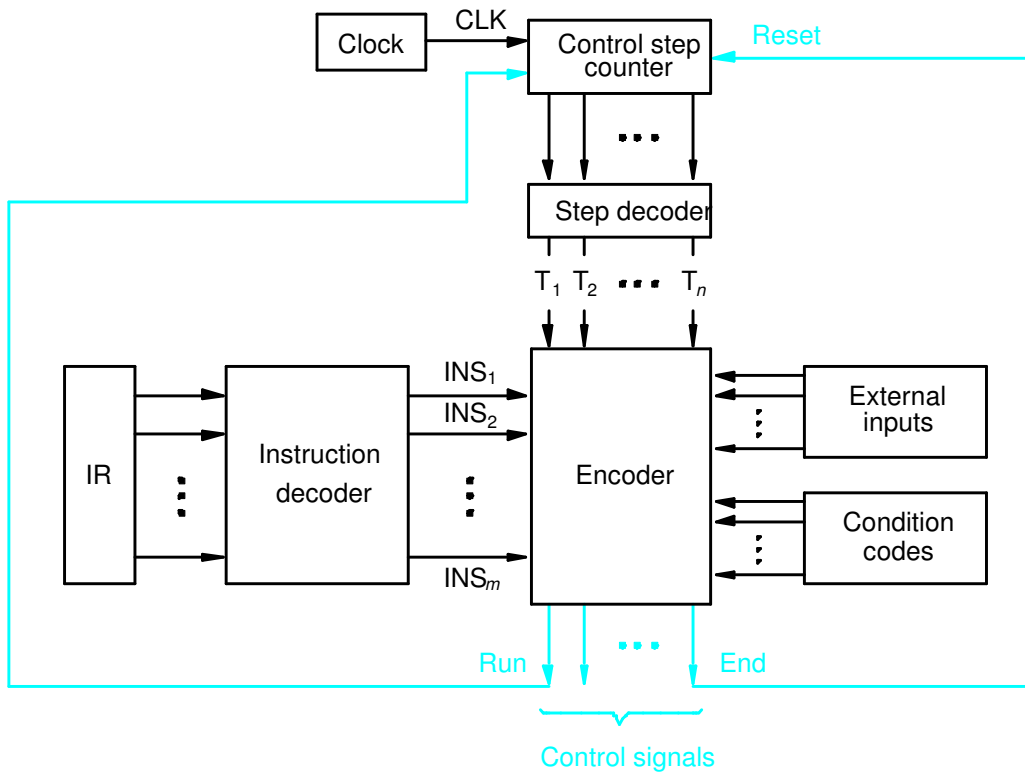 CLK
Clock
Control step
counter
Reset
Step decoder
T1 T2 Tn
INS1
INS2
INSm
IR
Instruction
decoder
Encoder
External
inputs
Condition
codes
Run
End
Control signals